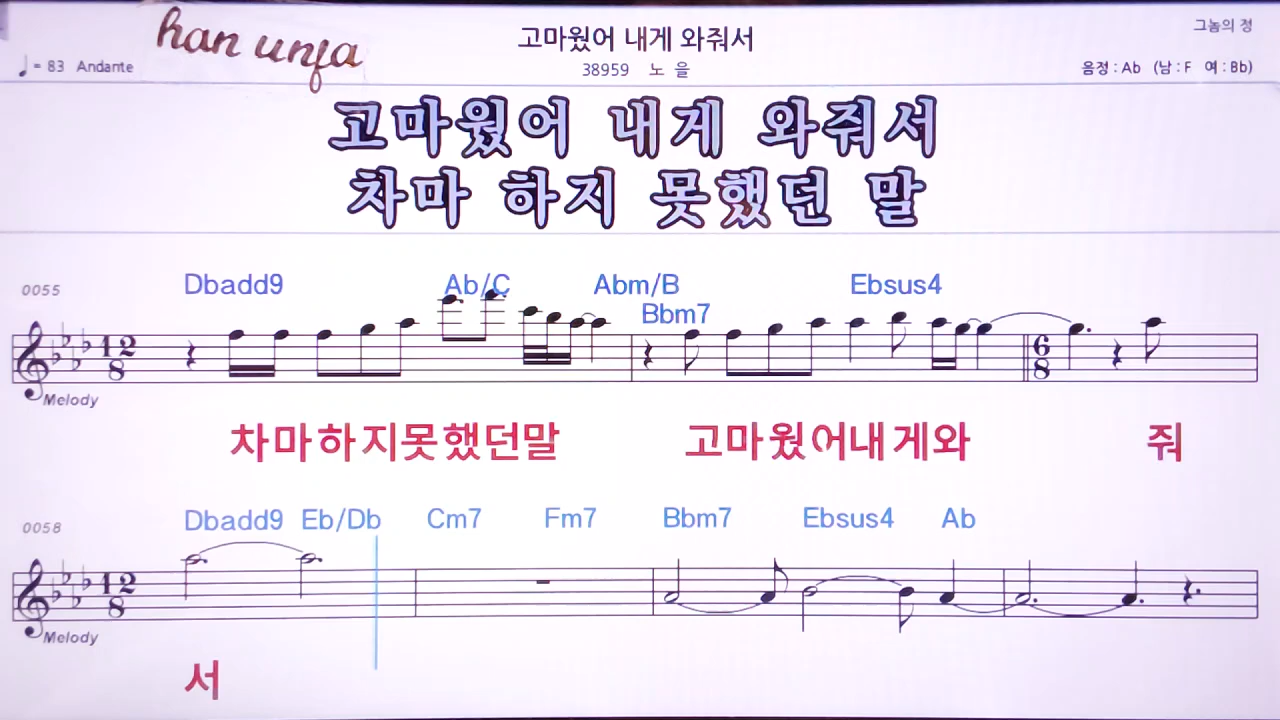 han unja
고마웠어 내게 와줘서
그놈의 정
♩= 83 Andante
38959 노 을
음정 : Ab (남 : F 여 : Bb)
고마웠어 내게 와줘서
차마 하지 못했던 말
0055
Dbadd9 Ab/C Abm/B Bbm7 Ebsus4
12/8 6/8
Melody
차마하지못했던말 고마웠어내게와 줘
0058
Dbadd9 Eb/Db Cm7 Fm7 Bbm7 Ebsus4 Ab
12/8
Melody
서